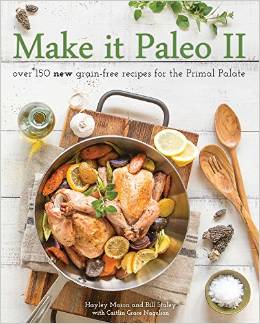 Make it Paleo II
over 150 new grain-free recipes for the Primal Palate
Hayley Mason and Bill Staley
with Caitlin Grace Nagelson